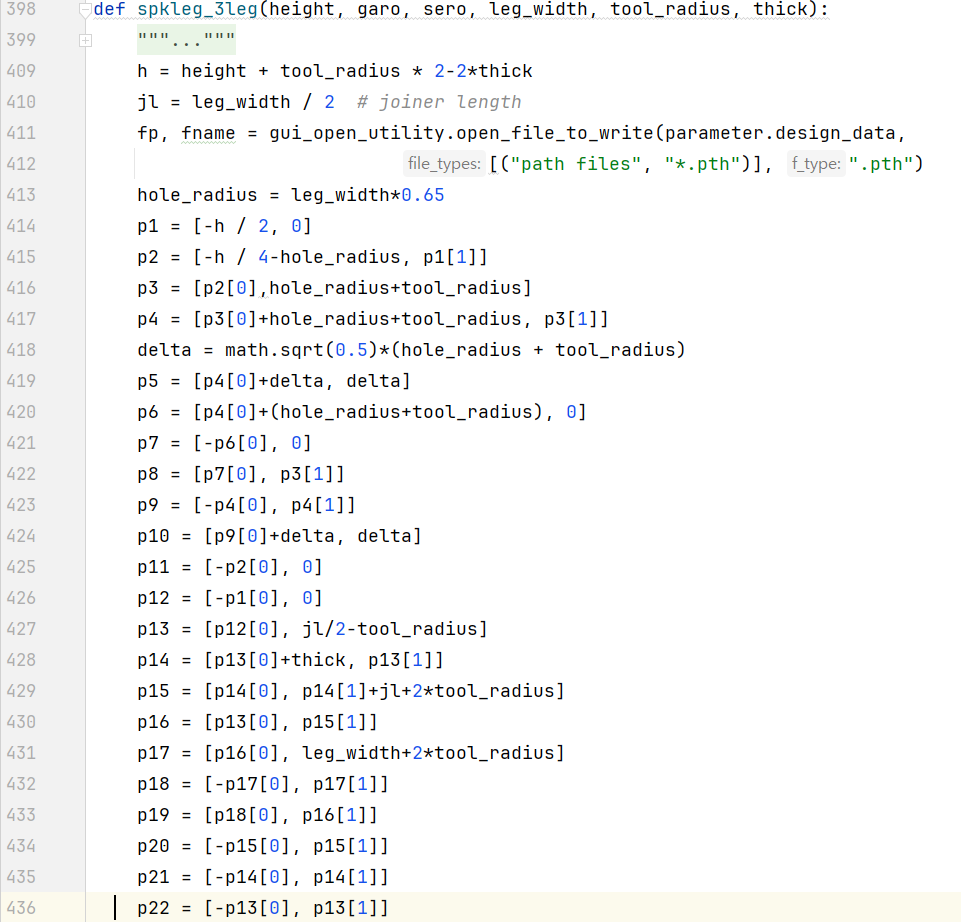 398 def spkleg_3leg(height, garo, sero, leg_width, tool_radius, thick):
399 """..."""
409 h = height + tool_radius * 2-2*thick
410 jl = leg_width / 2  # joiner length
411 fp, fname = gui_open_utility.open_file_to_write(parameter.design_data,
412 file_types: [("path files", "*.pth")], f_type: ".pth")
413 hole_radius = leg_width*0.65
414 p1 = [-h / 2, 0]
415 p2 = [-h / 4-hole_radius, p1[1]]
416 p3 = [p2[0],hole_radius+tool_radius]
417 p4 = [p3[0]+hole_radius+tool_radius, p3[1]]
418 delta = math.sqrt(0.5)*(hole_radius + tool_radius)
419 p5 = [p4[0]+delta, delta]
420 p6 = [p4[0]+(hole_radius+tool_radius), 0]
421 p7 = [-p6[0], 0]
422 p8 = [p7[0], p3[1]]
423 p9 = [-p4[0], p4[1]]
424 p10 = [p9[0]+delta, delta]
425 p11 = [-p2[0], 0]
426 p12 = [-p1[0], 0]
427 p13 = [p12[0], jl/2-tool_radius]
428 p14 = [p13[0]+thick, p13[1]]
429 p15 = [p14[0], p14[1]+jl+2*tool_radius]
430 p16 = [p13[0], p15[1]]
431 p17 = [p16[0], leg_width+2*tool_radius]
432 p18 = [-p17[0], p17[1]]
433 p19 = [p18[0], p16[1]]
434 p20 = [-p15[0], p15[1]]
435 p21 = [-p14[0], p14[1]]
436 p22 = [-p13[0], p13[1]]